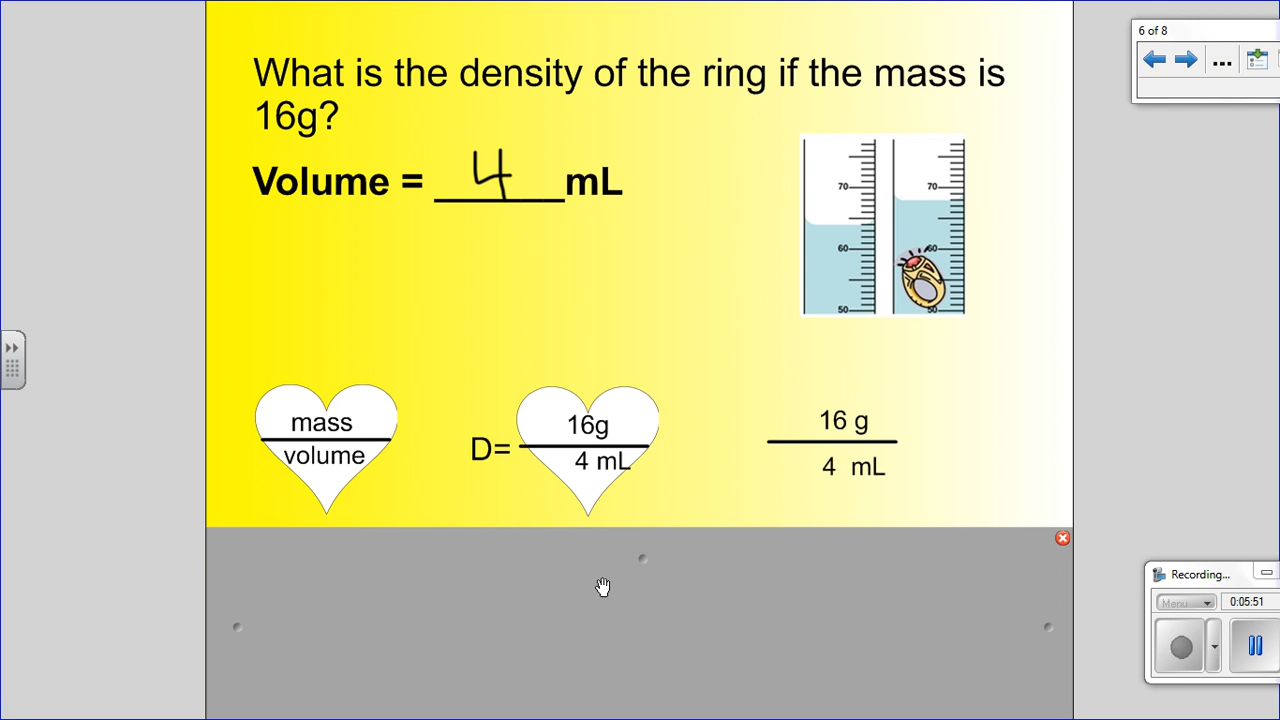 6 of 8
What is the density of the ring if the mass is
16g?
Volume = 4 mL
70
60
50
70
60
50
mass
volume
D=
16g
4 mL
16 g
4 mL
Recording...
Menu
0:05:51